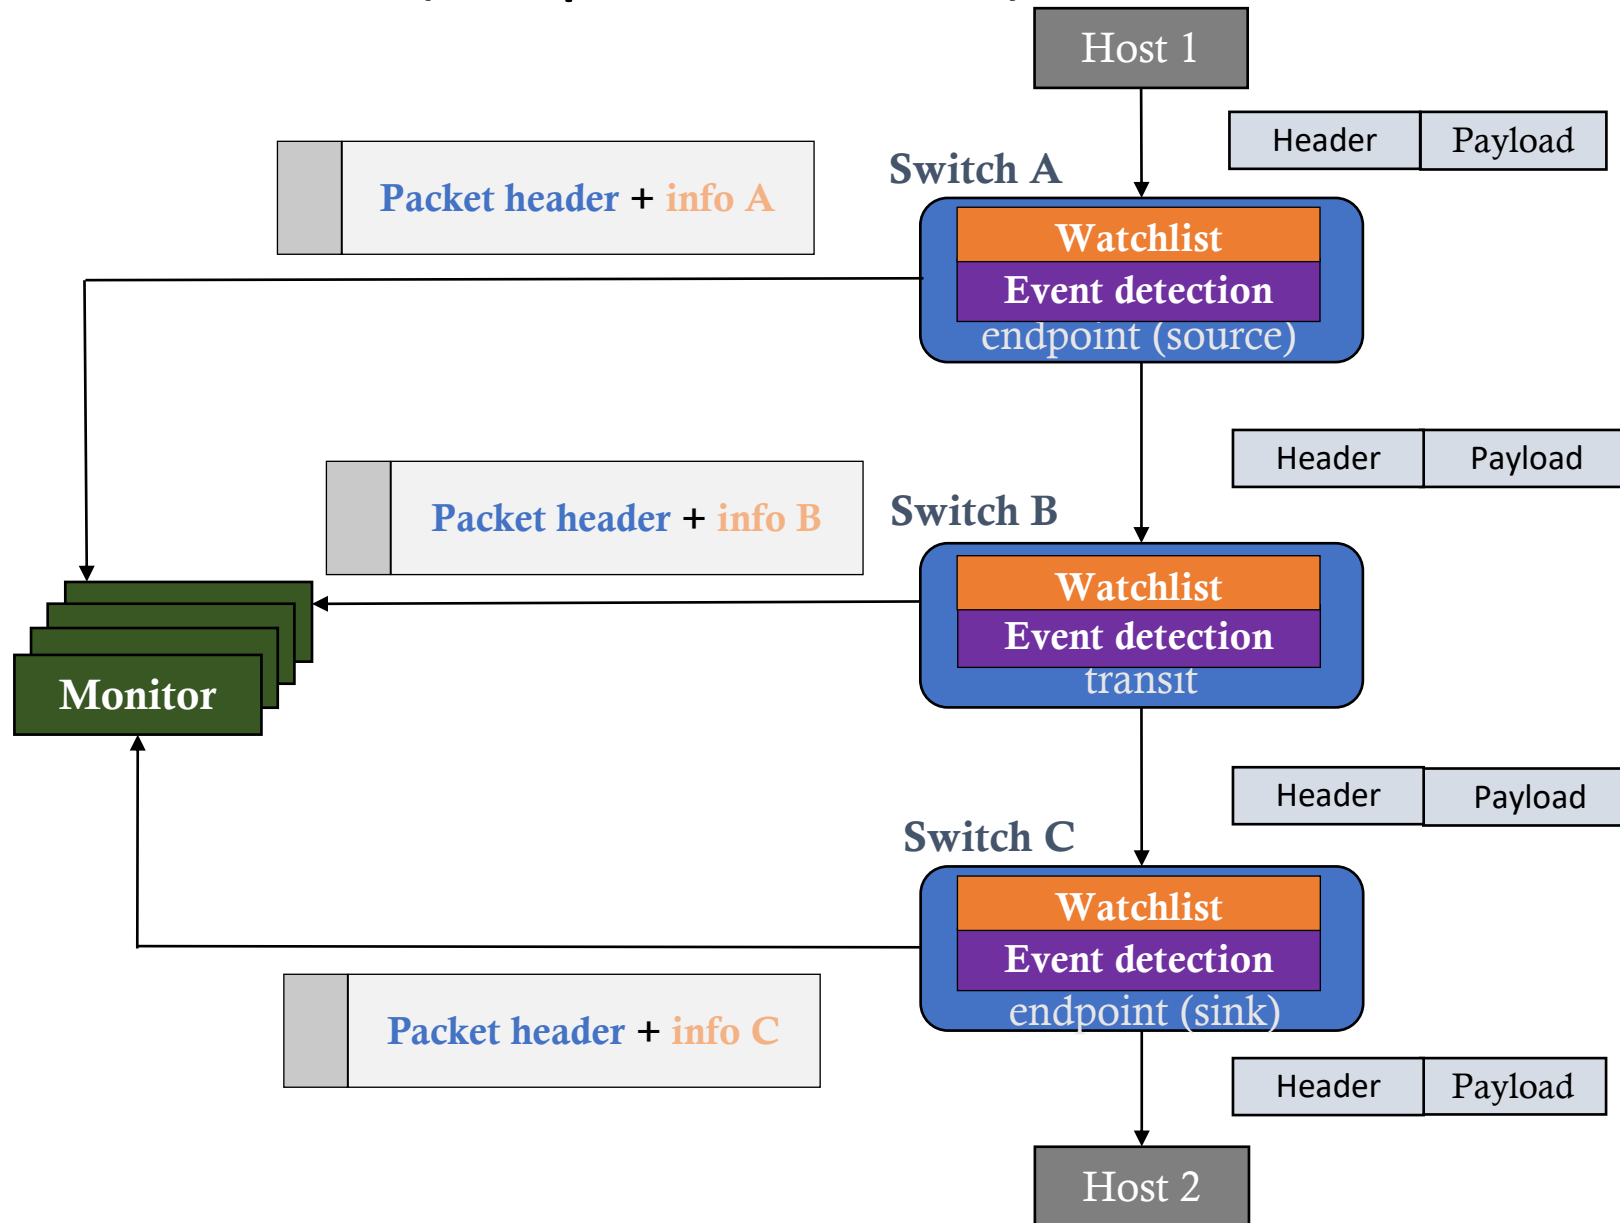 Host 1
Header Payload
Switch A
Packet header + info A
Watchlist
Event detection
endpoint (source)
Header Payload
Switch B
Packet header + info B
Watchlist
Event detection
transit
Monitor
Header Payload
Switch C
Watchlist
Event detection
endpoint (sink)
Packet header + info C
Header Payload
Host 2